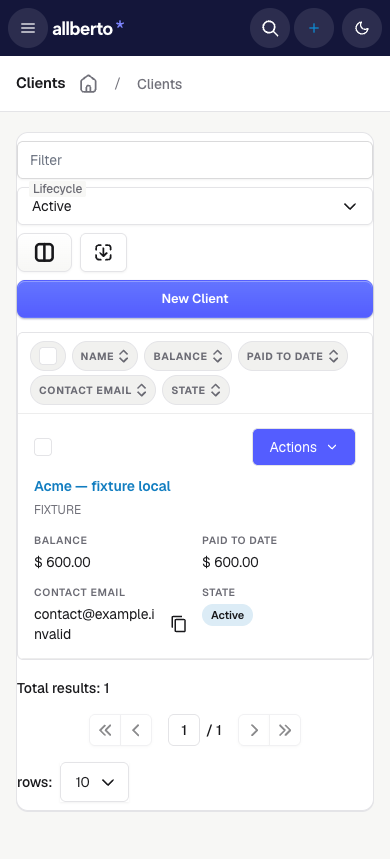 allberto*
Clients / Clients
Filter
Lifecycle
Active
New Client
NAME BALANCE PAID TO DATE
CONTACT EMAIL STATE
Actions
Acme — fixture local
FIXTURE
BALANCE PAID TO DATE
$ 600.00 $ 600.00
CONTACT EMAIL STATE
contact@example.i Active
nvalid
Total results: 1
1 / 1
rows: 10